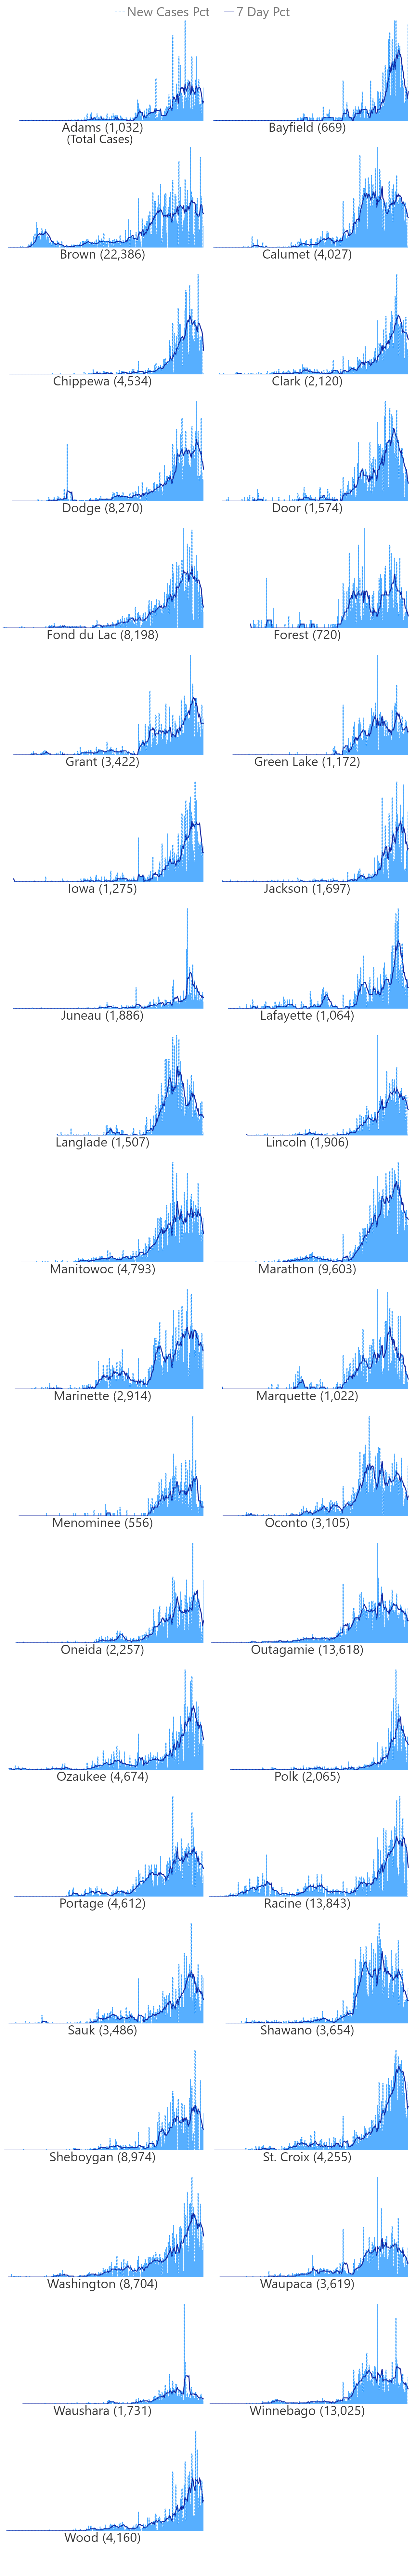 New Cases Pct 7 Day Pct
Adams (1,032) Bayfield (669)
(Total Cases)
Brown (22,386) Calumet (4,027)
Chippewa (4,534) Clark (2,120)
Dodge (8,270) Door (1,574)
Fond du Lac (8,198) Forest (720)
Grant (3,422) Green Lake (1,172)
Iowa (1,275) Jackson (1,697)
Juneau (1,886) Lafayette (1,064)
Langlade (1,507) Lincoln (1,906)
Manitowoc (4,793) Marathon (9,603)
Marinette (2,914) Marquette (1,022)
Menominee (556) Oconto (3,105)
Oneida (2,257) Outagamie (13,618)
Ozaukee (4,674) Polk (2,065)
Portage (4,612) Racine (13,843)
Sauk (3,486) Shawano (3,654)
Sheboygan (8,974) St. Croix (4,255)
Washington (8,704) Waupaca (3,619)
Waushara (1,731) Winnebago (13,025)
Wood (4,160)